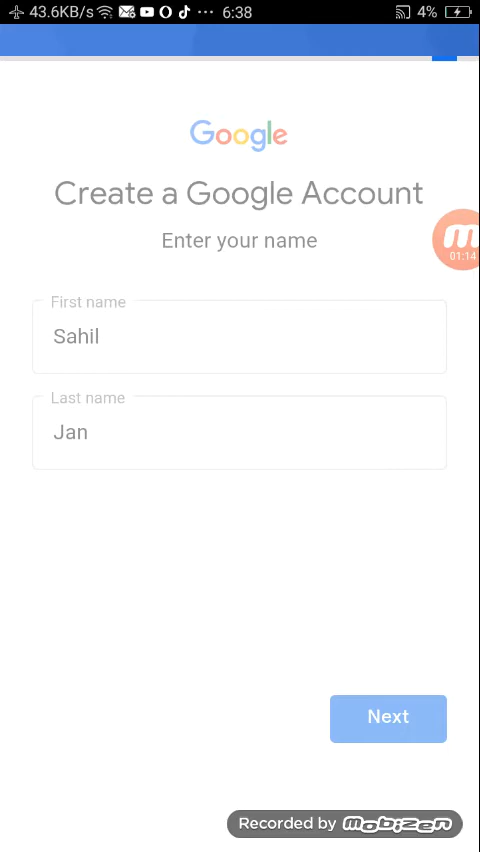 43.6KB/s ··· 6:38 4%
Google
Create a Google Account
Enter your name
m
01:14
First name
Sahil
Last name
Jan
Next
Recorded by mobizen